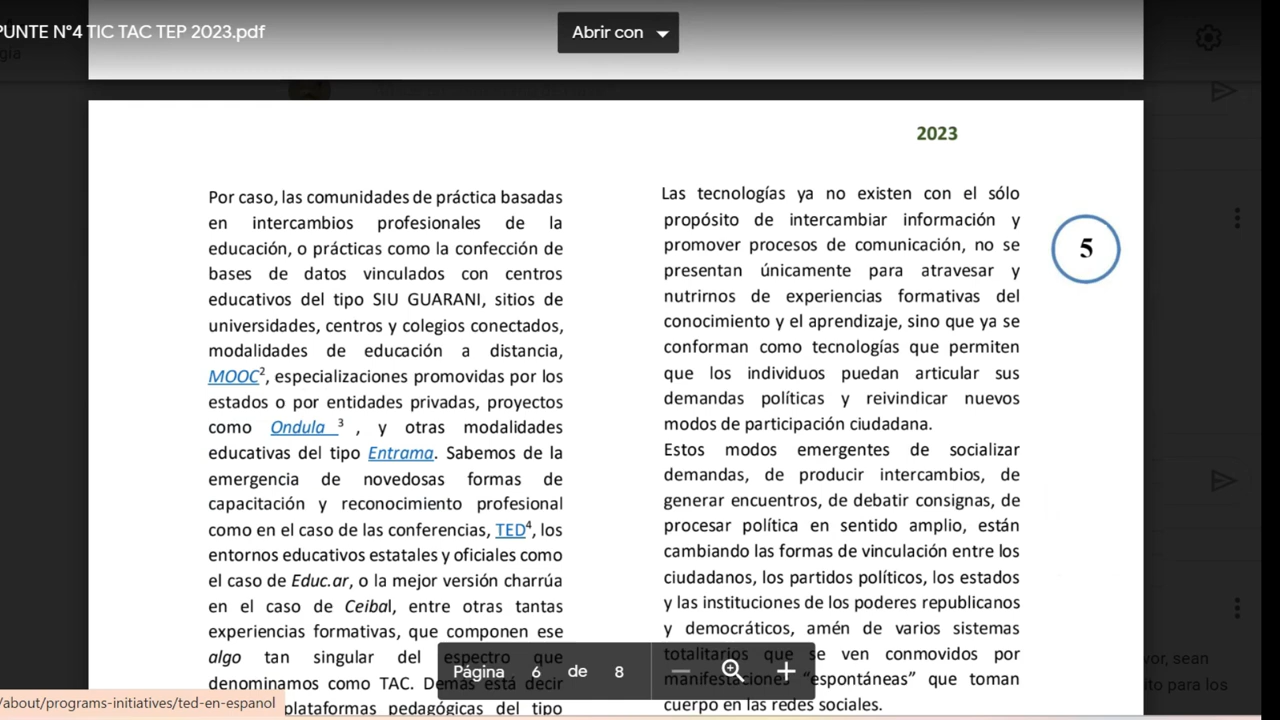 PUNTE N°4 TIC TAC TEP 2023.pdf
Abrir con
gía
2023
5
Por caso, las comunidades de práctica basadas
en intercambios profesionales de la
educación, o prácticas como la confección de
bases de datos vinculados con centros
educativos del tipo SIU GUARANI, sitios de
universidades, centros y colegios conectados,
modalidades de educación a distancia,
MOOC², especializaciones promovidas por los
estados o por entidades privadas, proyectos
como Ondula ³ , y otras modalidades
educativas del tipo Entrama. Sabemos de la
emergencia de novedosas formas de
capacitación y reconocimiento profesional
como en el caso de las conferencias, TED⁴, los
entornos educativos estatales y oficiales como
el caso de Educ.ar, o la mejor versión charrúa
en el caso de Ceibal, entre otras tantas
experiencias formativas, que componen ese
algo tan singular del espectro que
denominamos como TAC. Demás está decir
plataformas pedagógicas del tipo
Las tecnologías ya no existen con el sólo
propósito de intercambiar información y
promover procesos de comunicación, no se
presentan únicamente para atravesar y
nutrirnos de experiencias formativas del
conocimiento y el aprendizaje, sino que ya se
conforman como tecnologías que permiten
que los individuos puedan articular sus
demandas políticas y reivindicar nuevos
modos de participación ciudadana.
Estos modos emergentes de socializar
demandas, de producir intercambios, de
generar encuentros, de debatir consignas, de
procesar política en sentido amplio, están
cambiando las formas de vinculación entre los
ciudadanos, los partidos políticos, los estados
y las instituciones de los poderes republicanos
y democráticos, amén de varios sistemas
totalitarios que se ven conmovidos por
manifestaciones “espontáneas” que toman
cuerpo en las redes sociales.
Página 6 de 8
vor, sean
ito para los
/about/programs-initiatives/ted-en-espanol